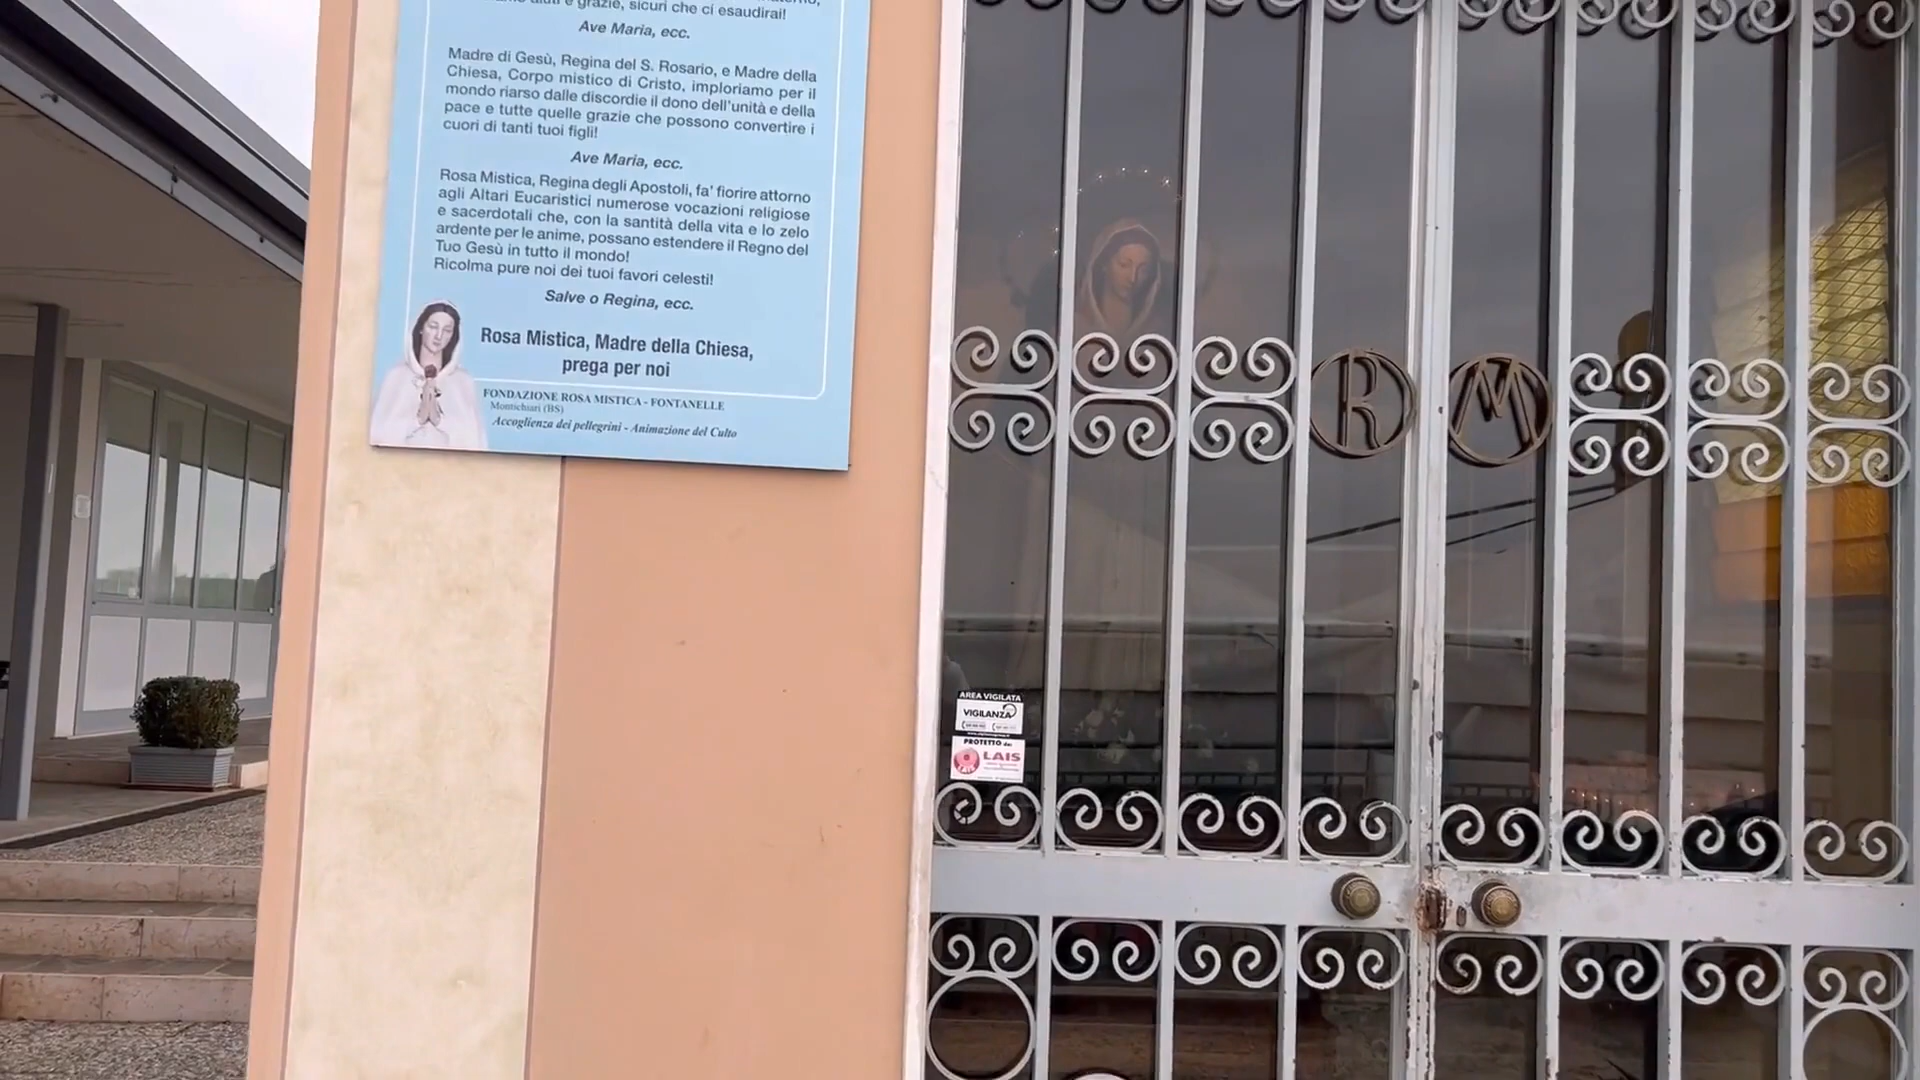 aiuti e grazie, sicuri che ci esaudirai!
Ave Maria, ecc.
Madre di Gesù, Regina del S. Rosario, e Madre della
Chiesa, Corpo mistico di Cristo, imploriamo per il
mondo riarso dalle discordie il dono dell'unità e della
pace e tutte quelle grazie che possono convertire i
cuori di tanti tuoi figli!
Ave Maria, ecc.
Rosa Mistica, Regina degli Apostoli, fa' fiorire attorno
agli Altari Eucaristici numerose vocazioni religiose
e sacerdotali che, con la santità della vita e lo zelo
ardente per le anime, possano estendere il Regno del
Tuo Gesù in tutto il mondo!
Ricolma pure noi dei tuoi favori celesti!
Salve o Regina, ecc.
Rosa Mistica, Madre della Chiesa,
prega per noi
FONDAZIONE ROSA MISTICA - FONTANELLE
Montichiari (BS)
Accoglienza dei pellegrini - Animazione del Culto
R M
AREA VIGILATA
VIGILANZA
PROTETTO da:
LAIS